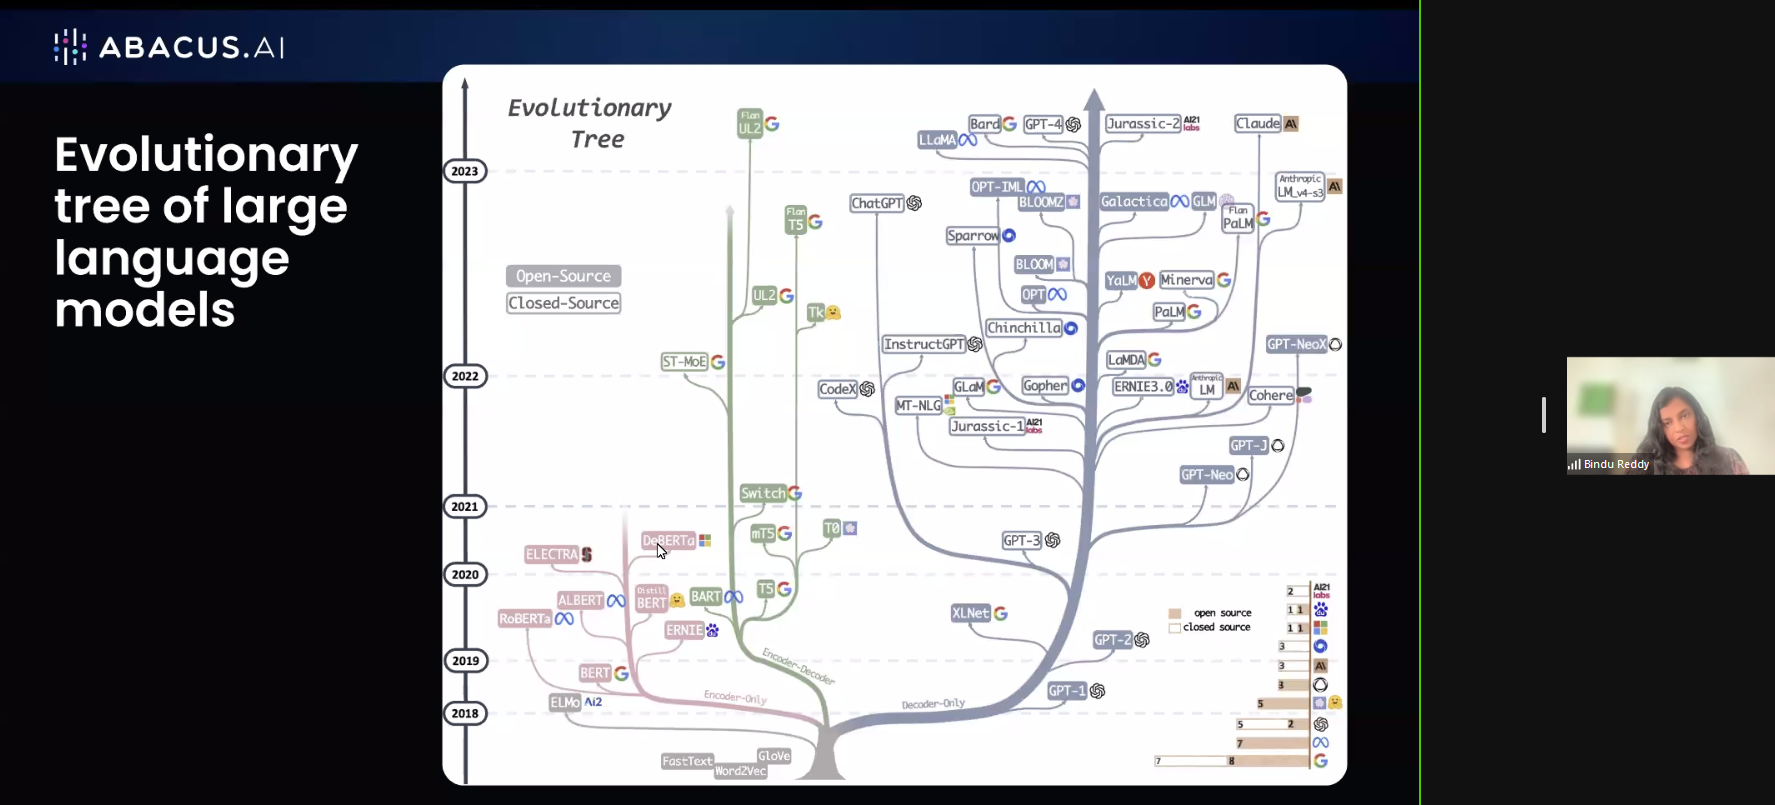 ABACUS.AI
Evolutionary
tree of large
language
models
Evolutionary
Tree
Open-Source
Closed-Source
2023
2022
2021
2020
2019
2018
Flan
UL2
Flan
T5
UL2
Tk
ST-MoE
Switch
mT5
T0
T5
BART
Encoder-Decoder
ELECTRA
DeBERTa
ALBERT
Distill
BERT
RoBERTa
ERNIE
BERT
Encoder-Only
ELMo
Ai2
FastText
Word2Vec
GloVe
Decoder-Only
LLaMA
Bard
GPT-4
Jurassic-2
AI21
labs
Claude
A\
Anthropic
LM_v4-s3
A\
OPT-IML
BLOOMZ
Galactica
GLM
Flan
PaLM
ChatGPT
Sparrow
BLOOM
YaLM
Y
Minerva
OPT
PaLM
Chinchilla
InstructGPT
GPT-NeoX
LaMDA
CodeX
GLaM
Gopher
ERNIE3.0
Anthropic
LM
A\
Cohere
MT-NLG
Jurassic-1
AI21
labs
GPT-J
GPT-Neo
GPT-3
XLNet
GPT-2
GPT-1
open source
closed source
2
AI21
labs
1 1
1 1
3
3
A\
3
5
5 2
7
7 8
Bindu Reddy